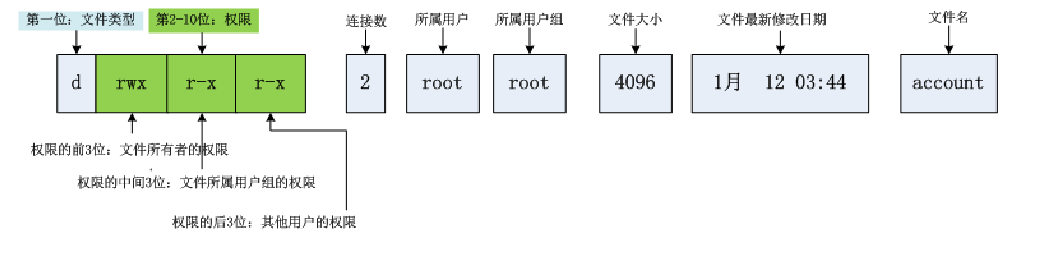 第一位：文件类型 第2-10位：权限 连接数 所属用户 所属用户组 文件大小 文件最新修改日期 文件名
d rwx r-x r-x 2 root root 4096 1月 12 03:44 account
权限的前3位：文件所有者的权限
权限的中间3位：文件所属用户组的权限
权限的后3位：其他用户的权限